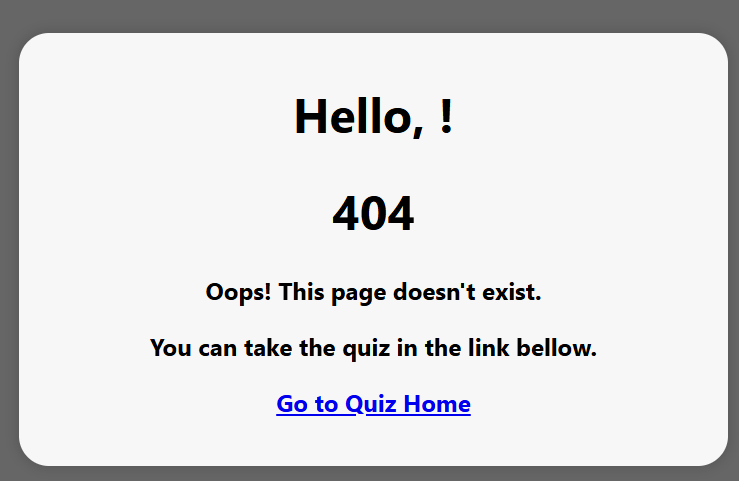 Hello, !
404
Oops! This page doesn't exist.
You can take the quiz in the link bellow.
Go to Quiz Home